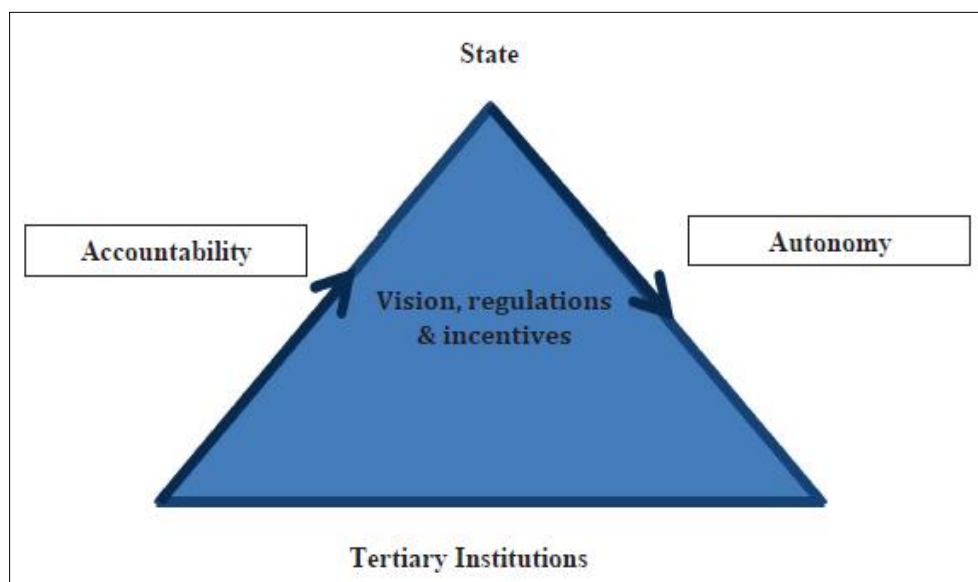 State
Accountability
Autonomy
Vision, regulations
& incentives
Tertiary Institutions